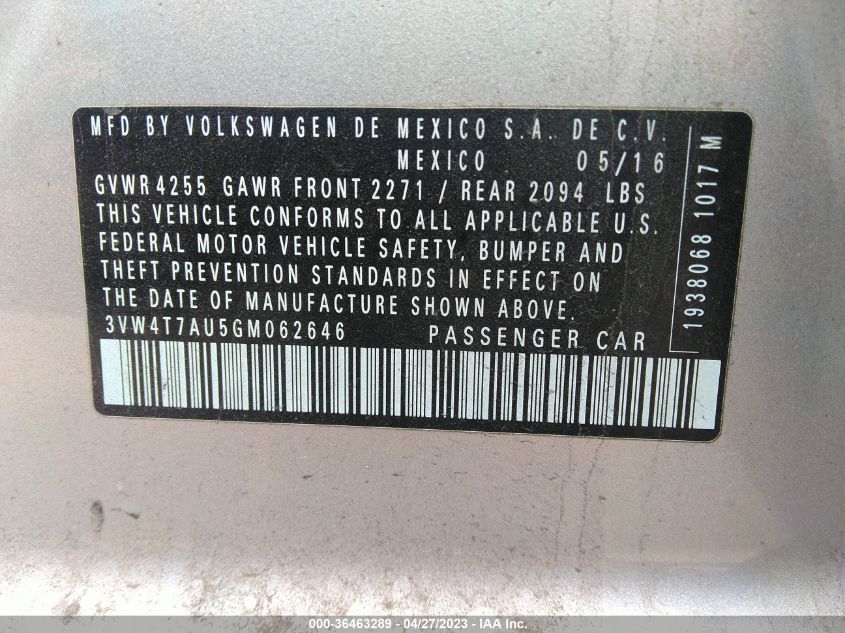 MFD BY VOLKSWAGEN DE MEXICO S.A. DE C.V.
MEXICO 05/16
GVWR 4255 GAWR FRONT 2271 / REAR 2094 LBS
THIS VEHICLE CONFORMS TO ALL APPLICABLE U.S.
FEDERAL MOTOR VEHICLE SAFETY, BUMPER AND
THEFT PREVENTION STANDARDS IN EFFECT ON
THE DATE OF MANUFACTURE SHOWN ABOVE.
3VW4T7AU5GM062646 PASSENGER CAR
1938068 1017 M
000-36463289 - 04/27/2023 - IAA Inc.